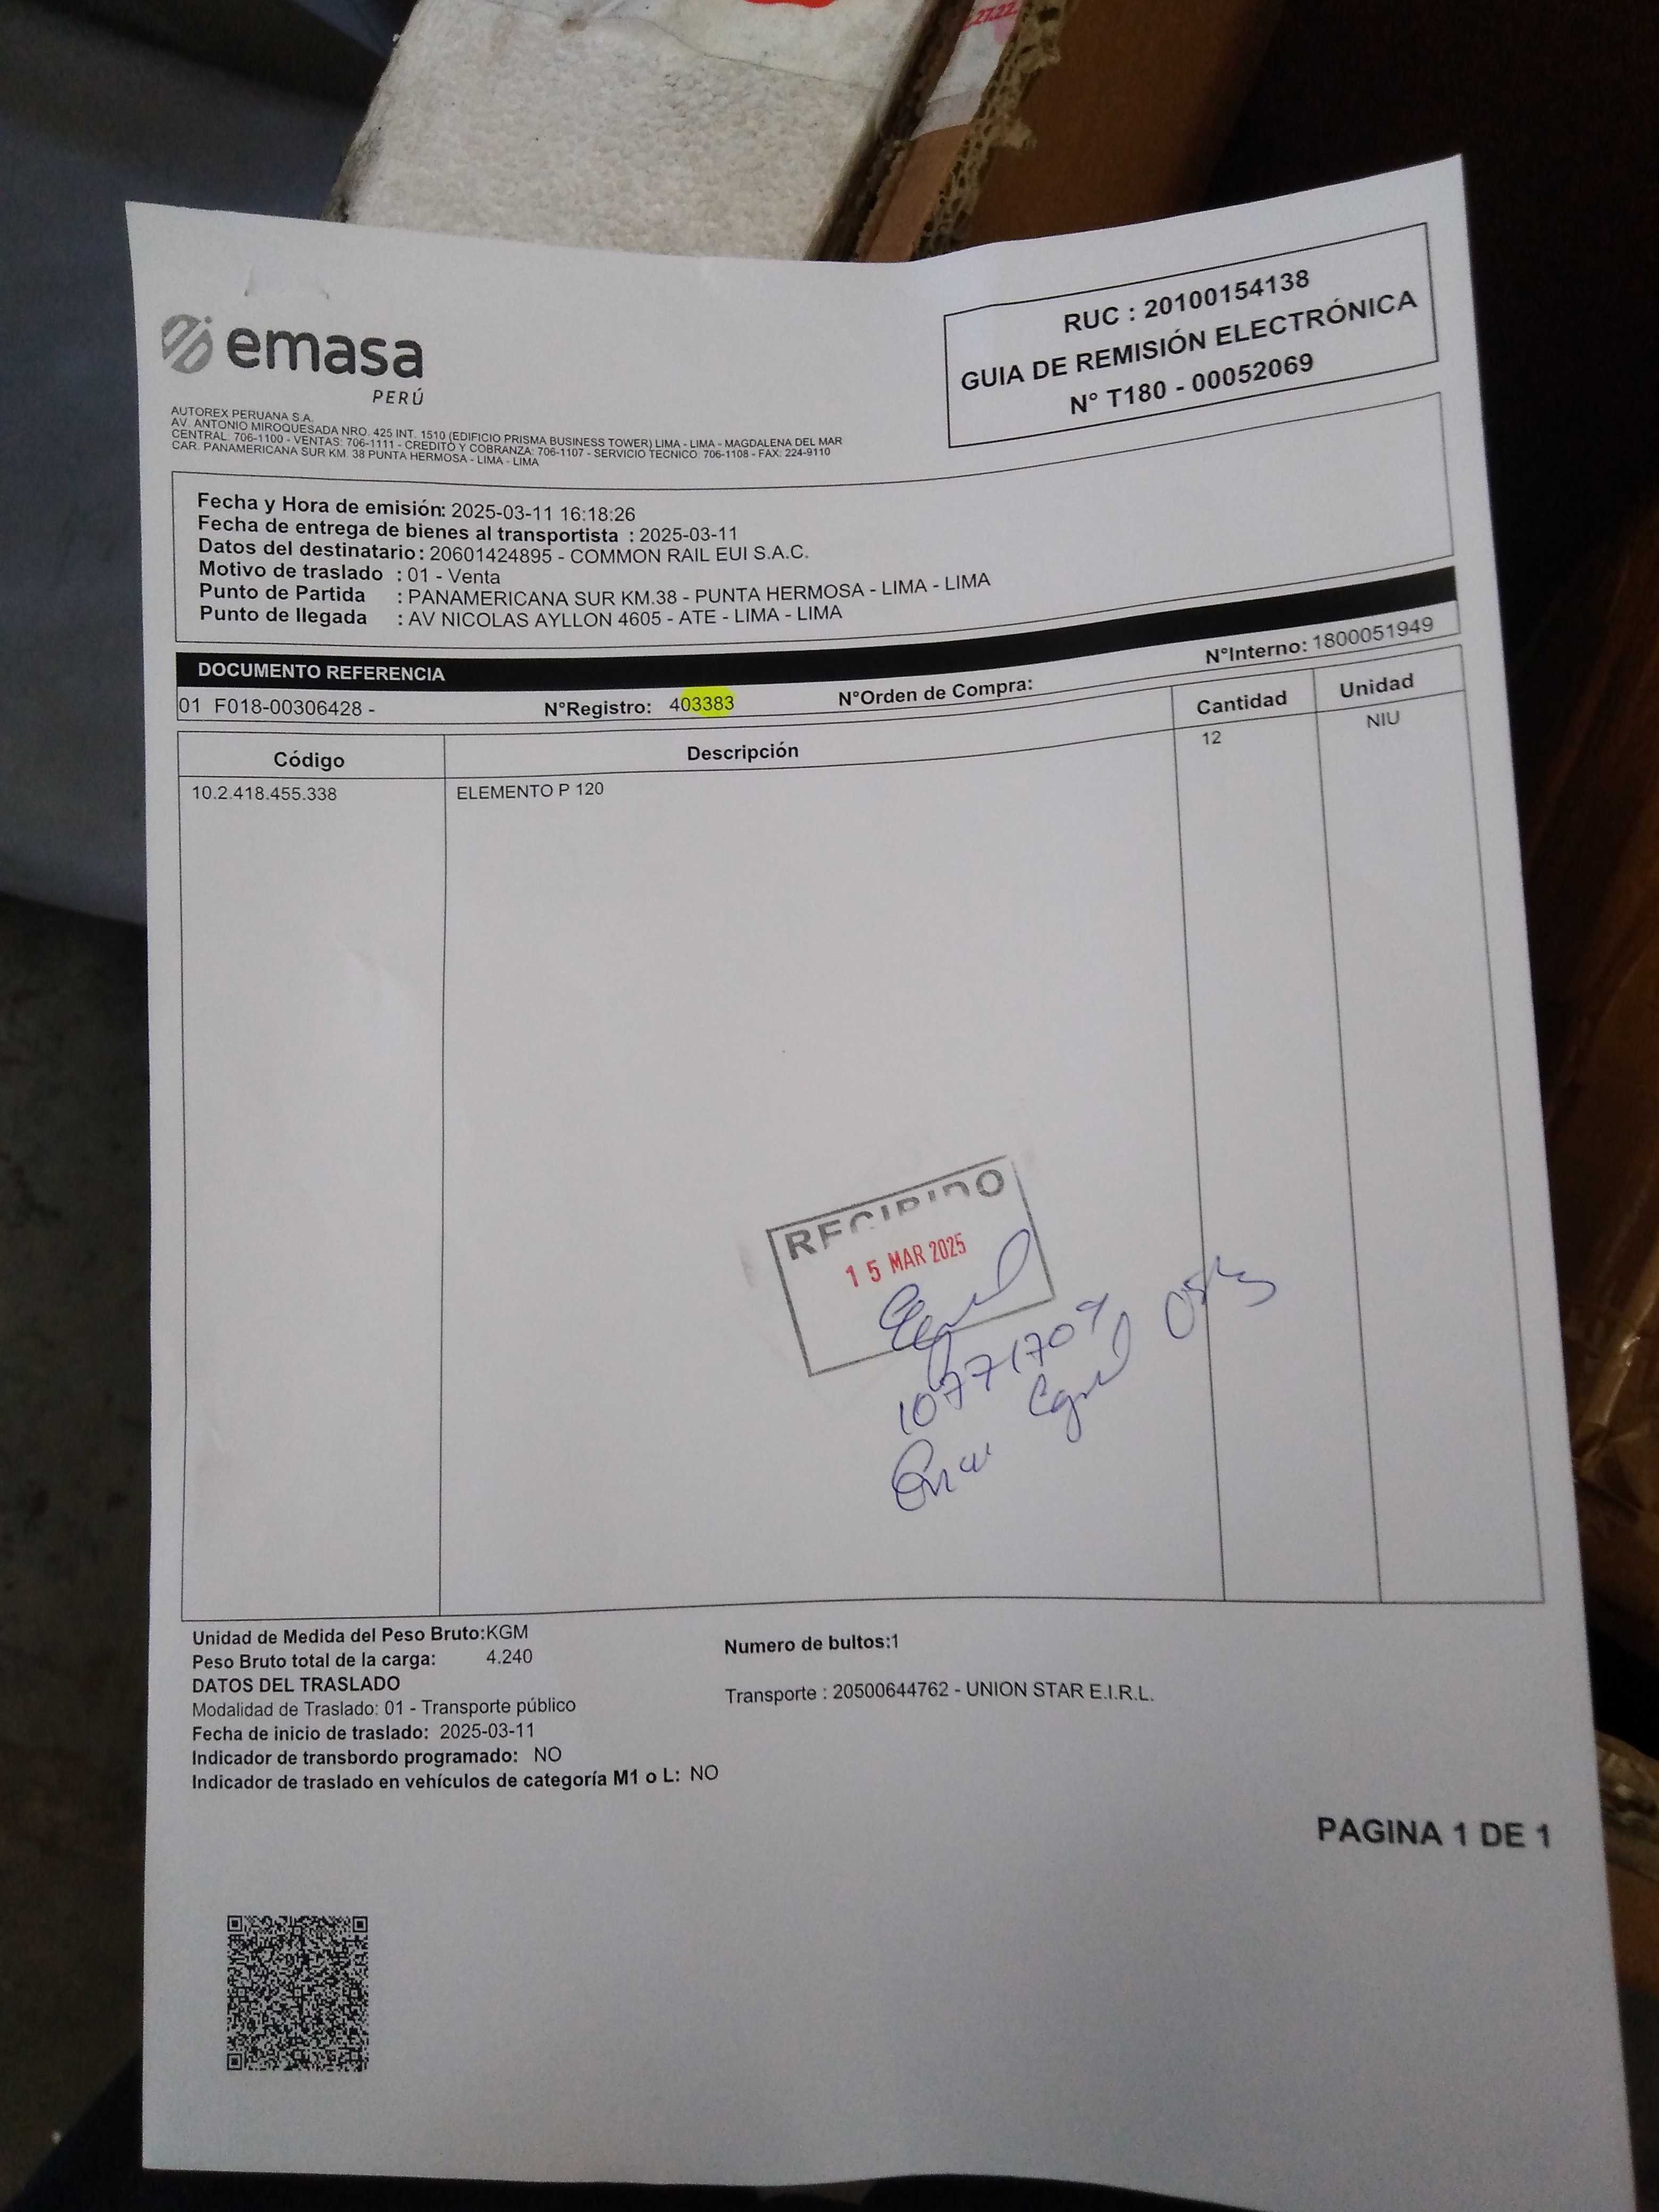 27.22.
emasa
PERÚ
RUC : 20100154138
GUIA DE REMISIÓN ELECTRÓNICA
N° T180 - 00052069
AUTOREX PERUANA S.A.
AV. ANTONIO MIROQUESADA NRO. 425 INT. 1510 (EDIFICIO PRISMA BUSINESS TOWER) LIMA - LIMA - MAGDALENA DEL MAR
CENTRAL: 706-1100 - VENTAS: 706-1111 - CREDITO Y COBRANZA: 706-1107 - SERVICIO TECNICO: 706-1108 - FAX: 224-9110
CAR. PANAMERICANA SUR KM. 38 PUNTA HERMOSA - LIMA - LIMA
Fecha y Hora de emisión: 2025-03-11 16:18:26
Fecha de entrega de bienes al transportista : 2025-03-11
Datos del destinatario: 20601424895 - COMMON RAIL EUI S.A.C.
Motivo de traslado : 01 - Venta
Punto de Partida : PANAMERICANA SUR KM.38 - PUNTA HERMOSA - LIMA - LIMA
Punto de llegada : AV NICOLAS AYLLON 4605 - ATE - LIMA - LIMA
DOCUMENTO REFERENCIA
N°Interno: 1800051949
01 F018-00306428 - N°Registro: 403383 N°Orden de Compra:
Código Descripción Cantidad Unidad
10.2.418.455.338 ELEMENTO P 120 12 NIU
RECIBIDO
15 MAR 2025
Unidad de Medida del Peso Bruto:KGM
Numero de bultos:1
Peso Bruto total de la carga: 4.240
DATOS DEL TRASLADO
Modalidad de Traslado: 01 - Transporte público
Transporte : 20500644762 - UNION STAR E.I.R.L.
Fecha de inicio de traslado: 2025-03-11
Indicador de transbordo programado: NO
Indicador de traslado en vehículos de categoría M1 o L: NO
PAGINA 1 DE 1